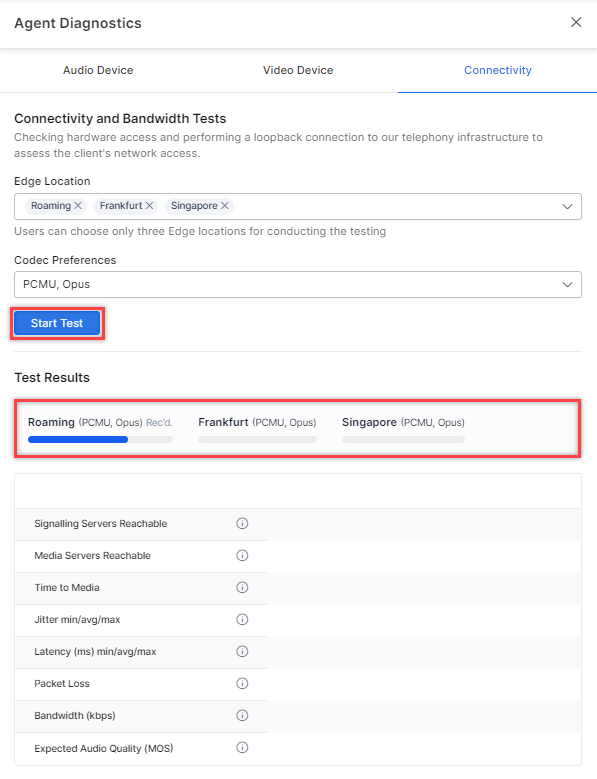 Agent Diagnostics
Audio Device Video Device Connectivity
Connectivity and Bandwidth Tests
Checking hardware access and performing a loopback connection to our telephony infrastructure to
assess the client's network access.
Edge Location
Roaming Frankfurt Singapore
Users can choose only three Edge locations for conducting the testing
Codec Preferences
PCMU, Opus
Start Test
Test Results
Roaming (PCMU, Opus) Rec'd. Frankfurt (PCMU, Opus) Singapore (PCMU, Opus)
Signalling Servers Reachable
Media Servers Reachable
Time to Media
Jitter min/avg/max
Latency (ms) min/avg/max
Packet Loss
Bandwidth (kbps)
Expected Audio Quality (MOS)